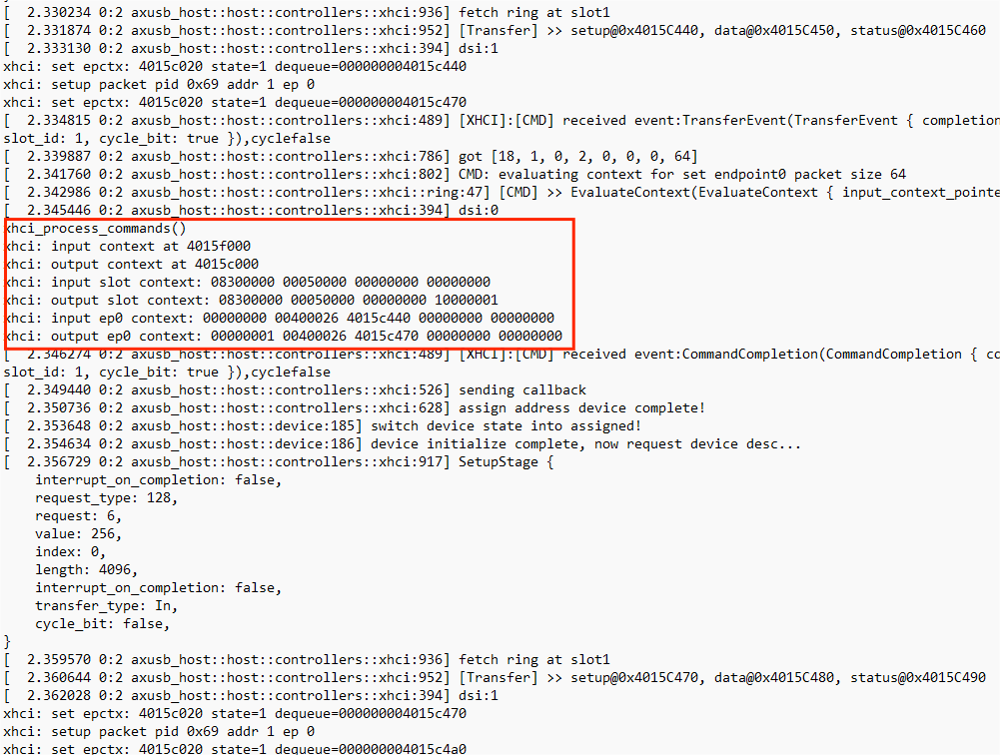 [  2.330234 0:2 axusb_host::host::controllers::xhci:936] fetch ring at slot1
[  2.331874 0:2 axusb_host::host::controllers::xhci:952] [Transfer] >> setup@0x4015C440, data@0x4015C450, status@0x4015C460
[  2.333130 0:2 axusb_host::host::controllers::xhci:394] dsi:1
xhci: set epctx: 4015c020 state=1 dequeue=000000004015c440
xhci: setup packet pid 0x69 addr 1 ep 0
xhci: set epctx: 4015c020 state=1 dequeue=000000004015c470
[  2.334815 0:2 axusb_host::host::controllers::xhci:489] [XHCI]:[CMD] received event:TransferEvent(TransferEvent { completion
slot_id: 1, cycle_bit: true }),cyclefalse
[  2.339887 0:2 axusb_host::host::controllers::xhci:786] got [18, 1, 0, 2, 0, 0, 0, 64]
[  2.341760 0:2 axusb_host::host::controllers::xhci:802] CMD: evaluating context for set endpoint0 packet size 64
[  2.342986 0:2 axusb_host::host::controllers::xhci::ring:47] [CMD] >> EvaluateContext(EvaluateContext { input_context_pointe
[  2.345446 0:2 axusb_host::host::controllers::xhci:394] dsi:0
xhci_process_commands()
xhci: input context at 4015f000
xhci: output context at 4015c000
xhci: input slot context: 08300000 00050000 00000000 00000000
xhci: output slot context: 08300000 00050000 00000000 10000001
xhci: input ep0 context: 00000000 00400026 4015c440 00000000 00000000
xhci: output ep0 context: 00000001 00400026 4015c470 00000000 00000000
[  2.346274 0:2 axusb_host::host::controllers::xhci:489] [XHCI]:[CMD] received event:CommandCompletion(CommandCompletion { cc
slot_id: 1, cycle_bit: true }),cyclefalse
[  2.349440 0:2 axusb_host::host::controllers::xhci:526] sending callback
[  2.350736 0:2 axusb_host::host::controllers::xhci:628] assign address device complete!
[  2.353648 0:2 axusb_host::host::device:185] switch device state into assigned!
[  2.354634 0:2 axusb_host::host::device:186] device initialize complete, now request device desc...
[  2.356729 0:2 axusb_host::host::controllers::xhci:917] SetupStage {
    interrupt_on_completion: false,
    request_type: 128,
    request: 6,
    value: 256,
    index: 0,
    length: 4096,
    interrupt_on_completion: false,
    transfer_type: In,
    cycle_bit: false,
}
[  2.359570 0:2 axusb_host::host::controllers::xhci:936] fetch ring at slot1
[  2.360644 0:2 axusb_host::host::controllers::xhci:952] [Transfer] >> setup@0x4015C470, data@0x4015C480, status@0x4015C490
[  2.362028 0:2 axusb_host::host::controllers::xhci:394] dsi:1
xhci: set epctx: 4015c020 state=1 dequeue=000000004015c470
xhci: setup packet pid 0x69 addr 1 ep 0
xhci: set epctx: 4015c020 state=1 dequeue=000000004015c4a0